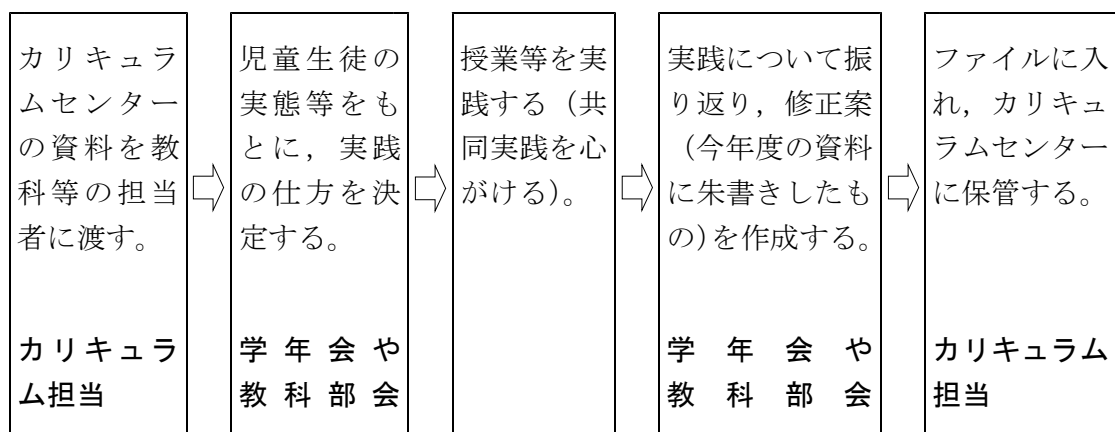 カリキュラ
ムセンター
の資料を教
科等の担当
者に渡す。
カリキュラ
ム担当
児童生徒の
実態等をも
とに，実践
の仕方を決
定する。
学年会や
教科部会
授業等を実
践する（共
同実践を心
がける）。
実践について振
り返り，修正案
（今年度の資料
に朱書きしたも
の）を作成する。
学年会や
教科部会
ファイルに入
れ，カリキュ
ラムセンター
に保管する。
カリキュラム
担当